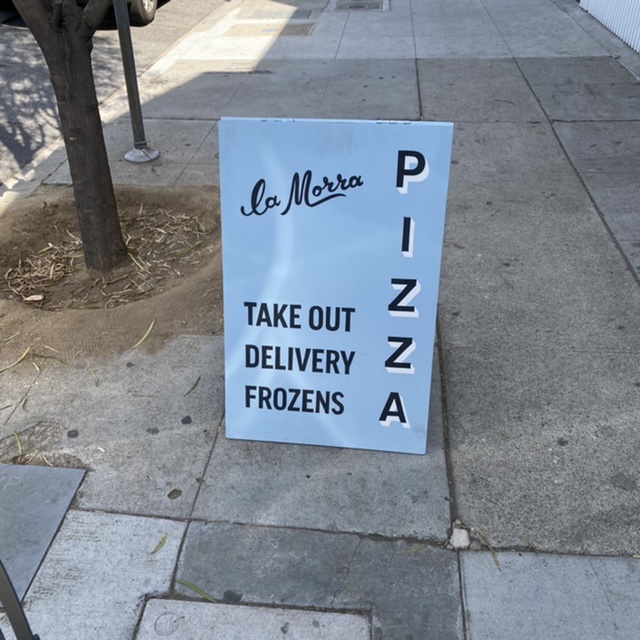 la Morra
PIZZA
TAKE OUT
DELIVERY
FROZENS